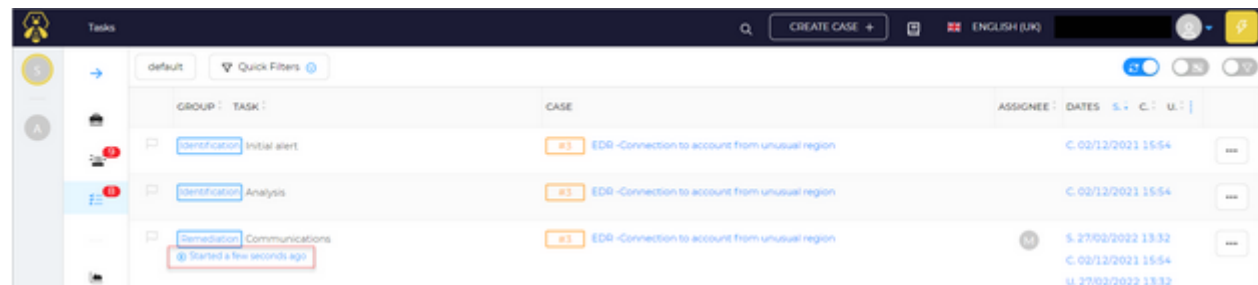 Tasks
CREATE CASE +
ENGLISH (UK)
S
default
Quick Filters
A
GROUP TASK
CASE
ASSIGNEE
DATES S. C. U.
Identification Initial alert
#3 EDR -Connection to account from unusual region
C. 02/12/2021 15:54
9
Identification Analysis
#3 EDR -Connection to account from unusual region
C. 02/12/2021 15:54
Remediation Communications
#3 EDR -Connection to account from unusual region
M
S. 27/02/2022 13:32
Started a few seconds ago
C. 02/12/2021 15:54
U. 27/02/2022 13:32